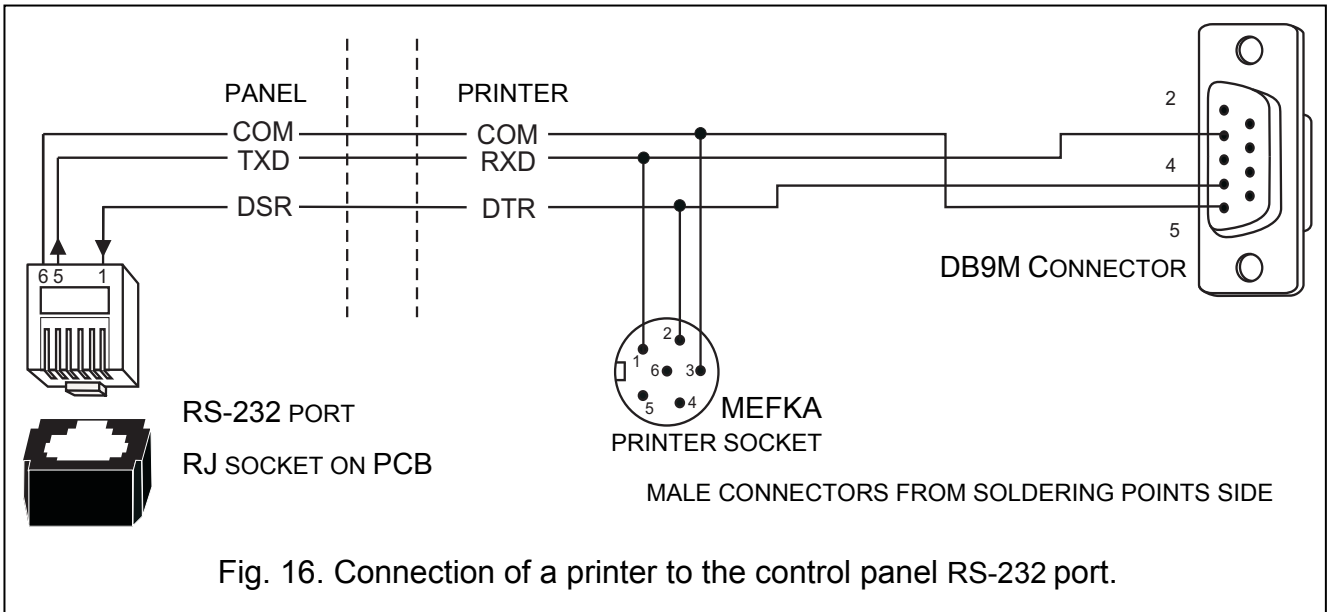 PANEL PRINTER
COM COM
TXD RXD
DSR DTR
2
4
5
DB9M CONNECTOR
6 5 1
1 2 3 4 5 6
MEFKA
PRINTER SOCKET
RS-232 PORT
RJ SOCKET ON PCB
MALE CONNECTORS FROM SOLDERING POINTS SIDE
Fig. 16. Connection of a printer to the control panel RS-232 port.